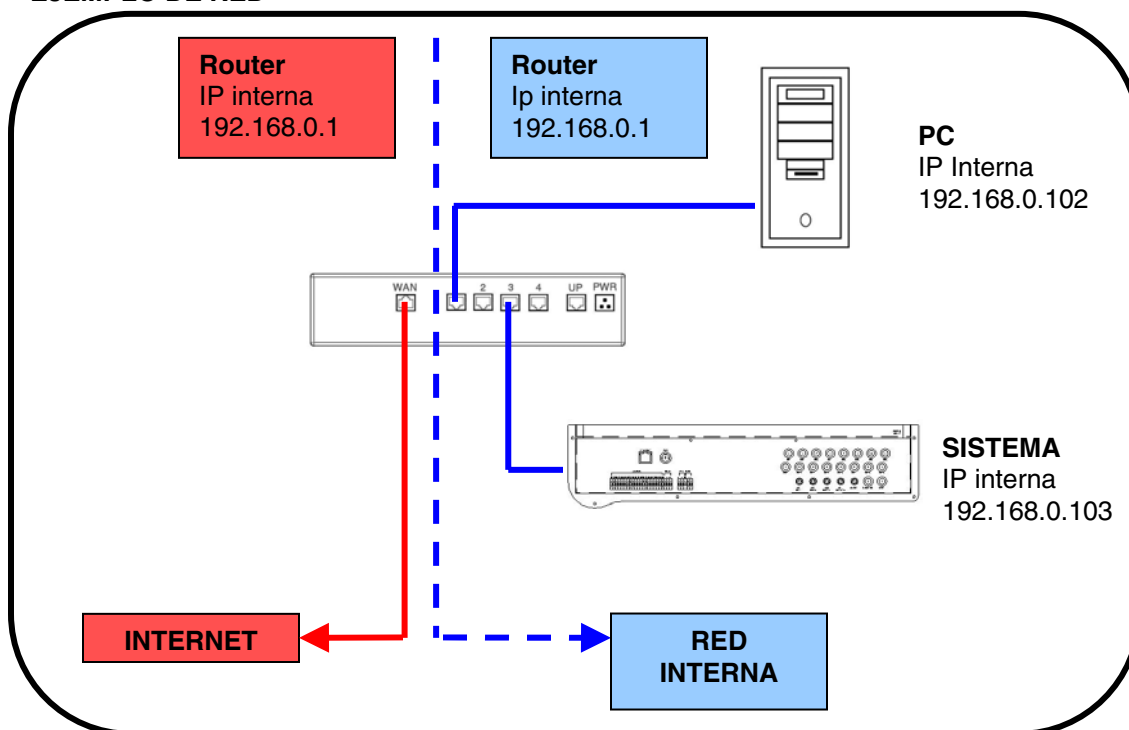 Router
IP interna
192.168.0.1
Router
Ip interna
192.168.0.1
PC
IP Interna
192.168.0.102
WAN
2
3
4
UP
PWR
SISTEMA
IP interna
192.168.0.103
INTERNET
RED
INTERNA